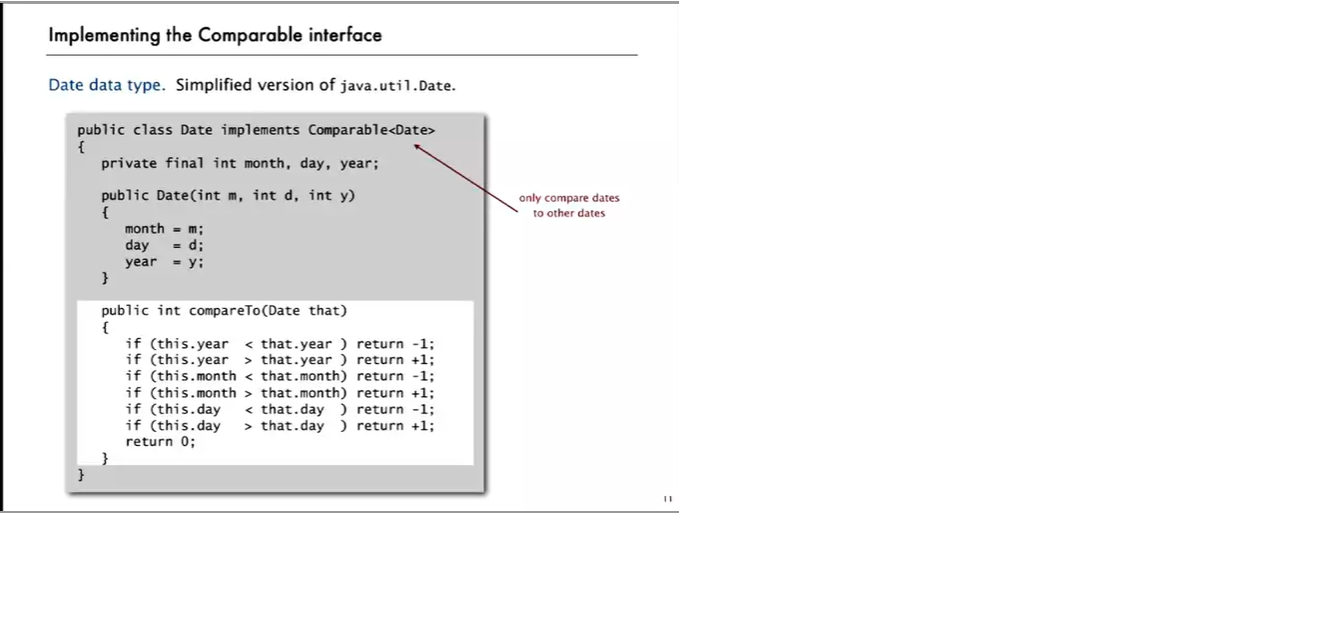 Implementing the Comparable interface
Date data type. Simplified version of java.util.Date.
public class Date implements Comparable<Date>
{
private final int month, day, year;
public Date(int m, int d, int y)
{
month = m;
day   = d;
year  = y;
}
public int compareTo(Date that)
{
if (this.year  < that.year ) return -1;
if (this.year  > that.year ) return +1;
if (this.month < that.month) return -1;
if (this.month > that.month) return +1;
if (this.day   < that.day  ) return -1;
if (this.day   > that.day  ) return +1;
return 0;
}
}
only compare dates
to other dates
11